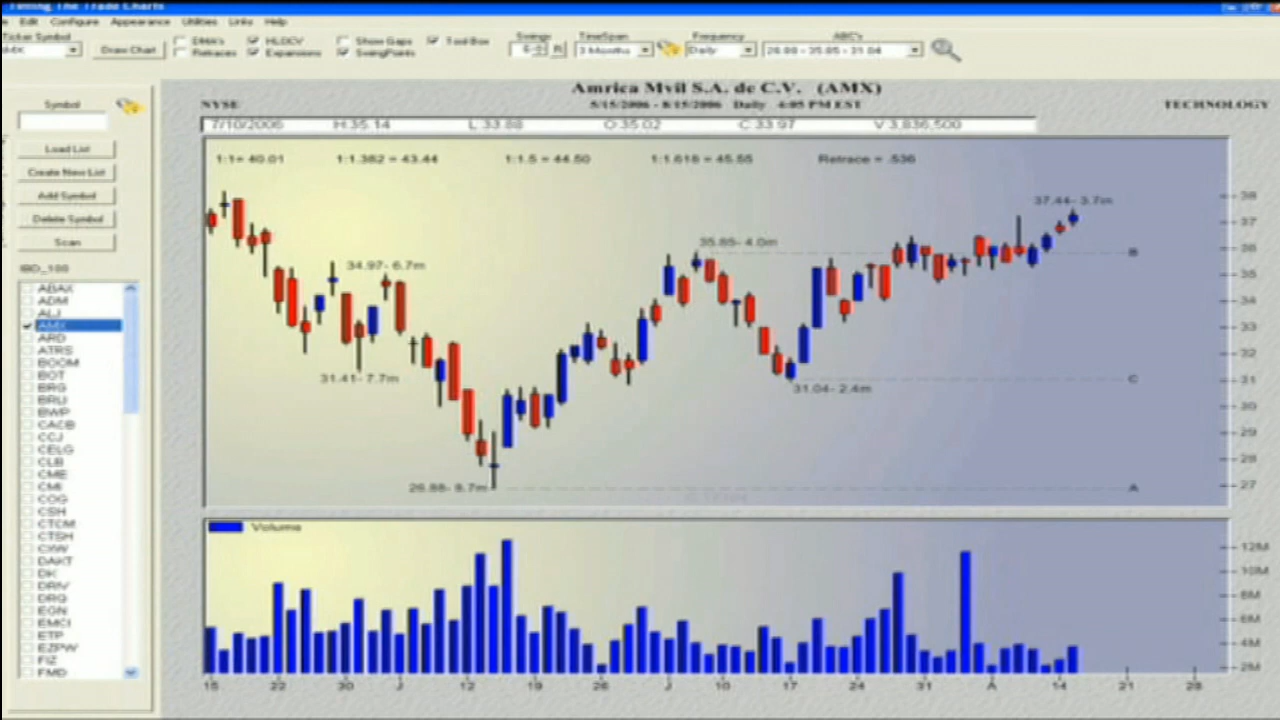 Timing The Trade Charts
Edit Configure Appearance Utilities Links Help
Ticker Symbol
AMX
Draw Chart
DMA's
Retraces
HLOCV
Expansions
Show Gaps
SwingPoints
Tool Box
Swings
6
R
TimeSpan
3 Months
Frequency
Daily
ABC's
26.88 - 35.85 - 31.04
Amrica Mvil S.A. de C.V. (AMX)
NYSE
5/15/2006 - 8/15/2006 Daily 4:05 PM EST
TECHNOLOGY
7/10/2006 H:35.14 L:33.88 O:35.02 C:33.97 V:3,836,500
1:1= 40.01 1:1.382 = 43.44 1:1.5 = 44.50 1:1.618 = 45.55 Retrace = .536
Symbol
Load List
Create New List
Add Symbol
Delete Symbol
Scan
IBD_100
ABAX
ADM
ALJ
AMX
ARD
ATRS
BOOM
BOT
BRG
BRLI
BWP
CACB
CCJ
CELG
CLB
CME
CMI
COG
CSH
CTCM
CTSH
CXW
DAKT
DK
DRIV
DRQ
EGN
EMCI
ETP
EZPW
FIZ
FMD
37.44- 3.7m
35.85- 4.0m
B
34.97- 6.7m
31.41- 7.7m
C
31.04- 2.4m
26.88- 8.7m
A
38
37
36
35
34
33
32
31
30
29
28
27
Volume
12M
10M
8M
6M
4M
2M
15 22 30 J 12 19 26 J 10 17 24 31 A 14 21 28